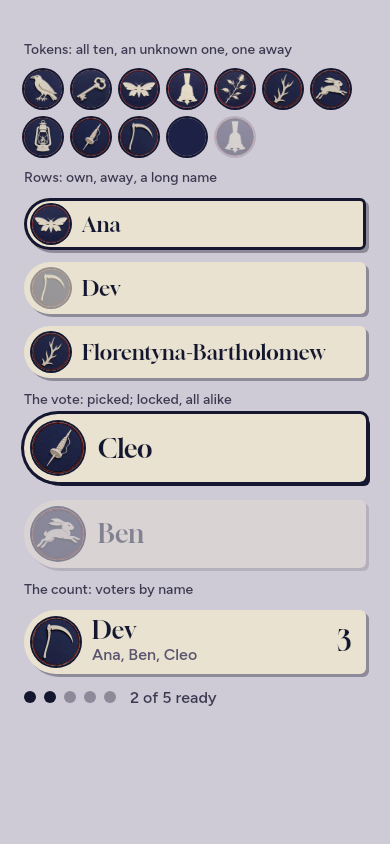 Tokens: all ten, an unknown one, one away
Rows: own, away, a long name
Ana
Dev
Florentyna-Bartholomew
The vote: picked; locked, all alike
Cleo
Ben
The count: voters by name
Dev
3
Ana, Ben, Cleo
2 of 5 ready